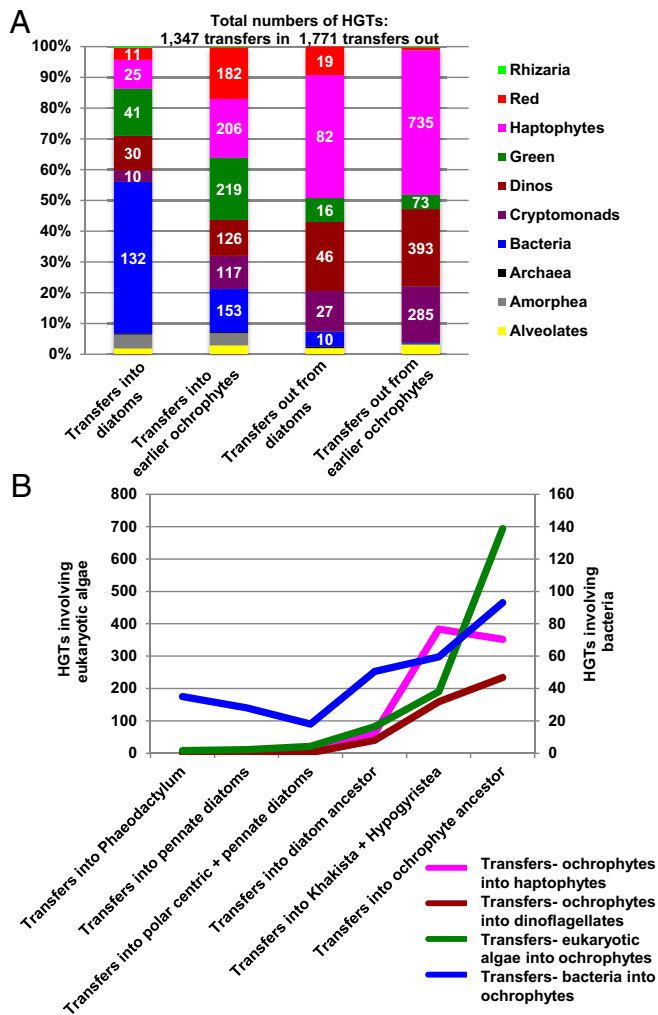 A
Total numbers of HGTs:
1,347 transfers in 1,771 transfers out
100%
90%
80%
70%
60%
50%
40%
30%
20%
10%
0%
11
25
41
30
10
132
182
206
219
126
117
153
19
82
16
46
27
10
735
73
393
285
Transfers into
diatoms
Transfers into
earlier ochrophytes
Transfers out from
diatoms
Transfers out from
earlier ochrophytes
Rhizaria
Red
Haptophytes
Green
Dinos
Cryptomonads
Bacteria
Archaea
Amorphea
Alveolates
B
HGTs involving
eukaryotic algae
800
700
600
500
400
300
200
100
0
160
140
120
100
80
60
40
20
0
HGTs involving
bacteria
Transfers into Phaeodactylum
Transfers into pennate diatoms
Transfers into polar centric + pennate diatoms
Transfers into diatom ancestor
Transfers into Khakista + Hypogyristea
Transfers into ochrophyte ancestor
Transfers- ochrophytes
into haptophytes
Transfers- ochrophytes
into dinoflagellates
Transfers- eukaryotic
algae into ochrophytes
Transfers- bacteria into
ochrophytes